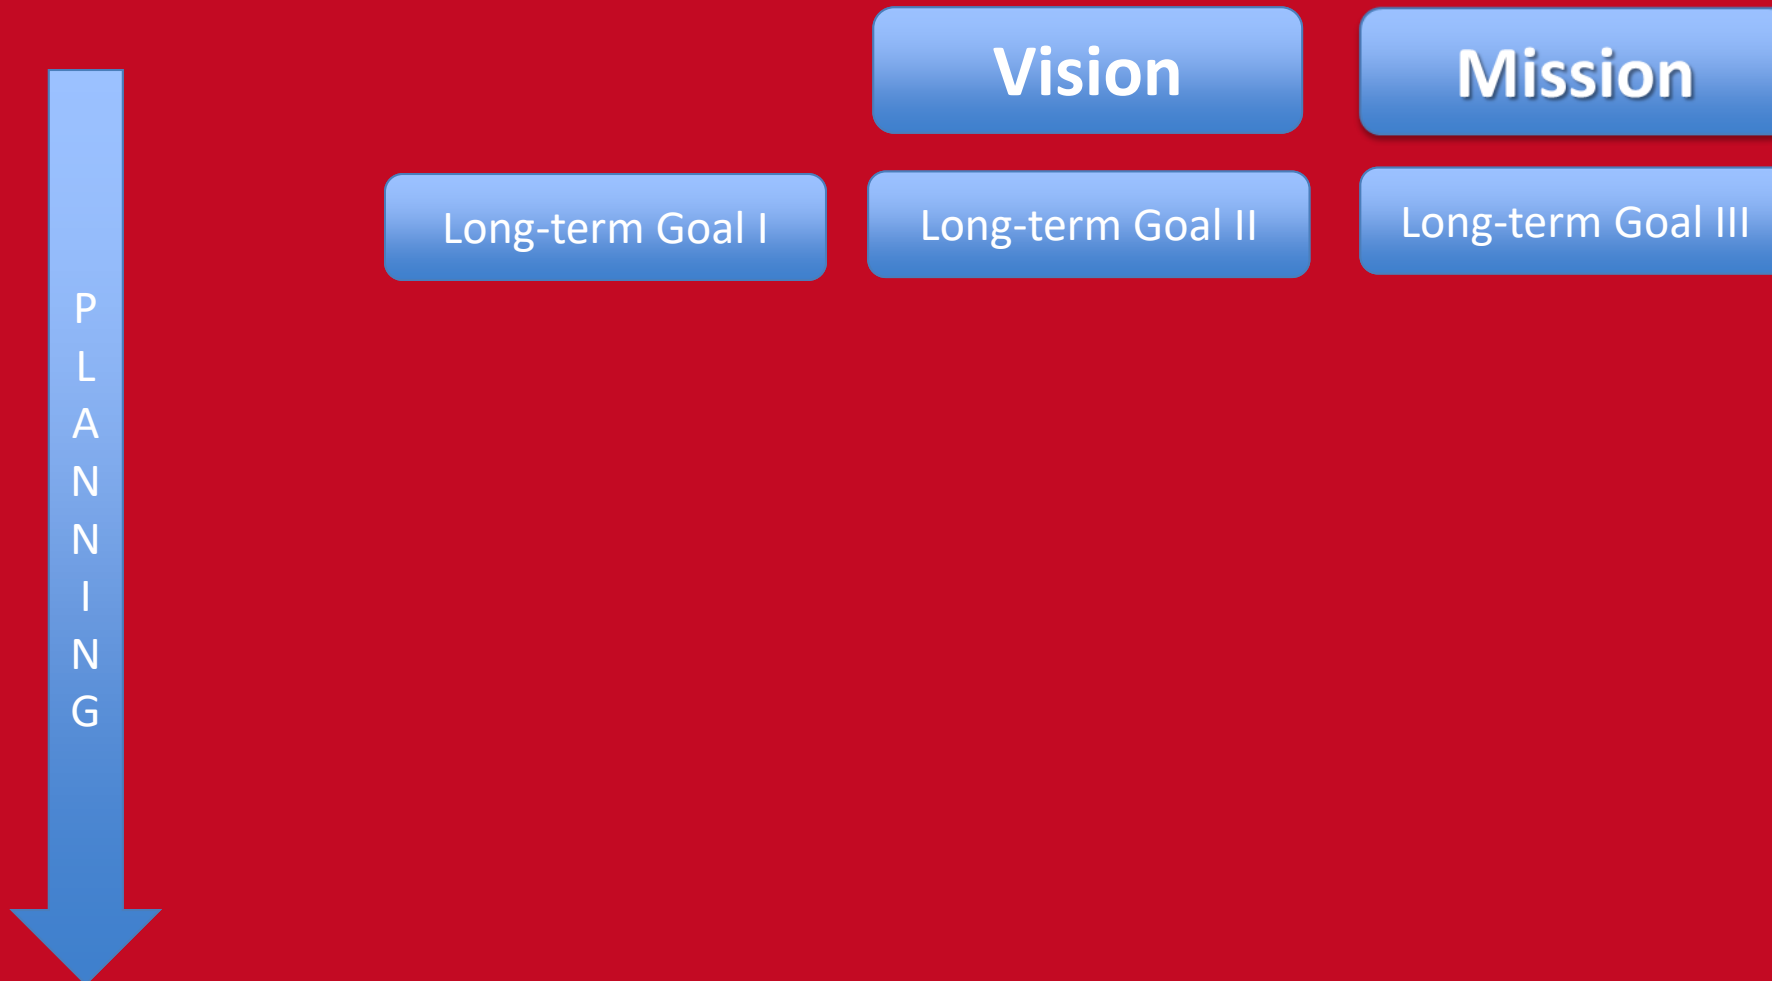 Vision
Mission
Long-term Goal I
Long-term Goal II
Long-term Goal III
P
L
A
N
N
I
N
G